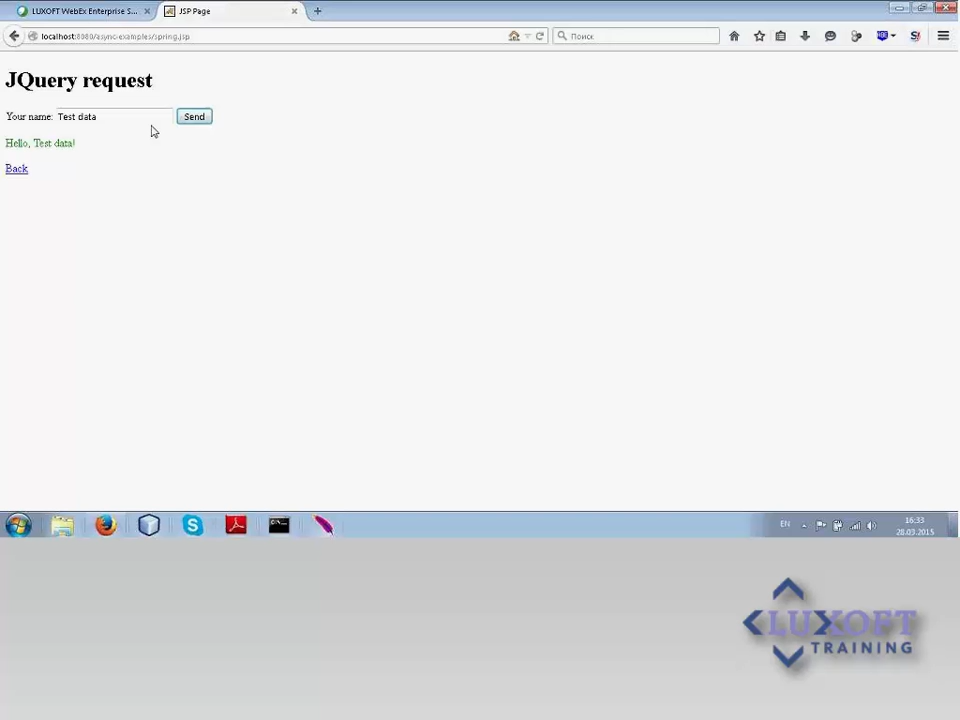 LUXOFT WebEx Enterprise S...
JSP Page
localhost:8080/async-examples/spring.jsp
Поиск
JQuery request
Your name: Test data Send
Hello, Test data!
Back
EN
16:33
28.03.2015
LUXOFT
TRAINING